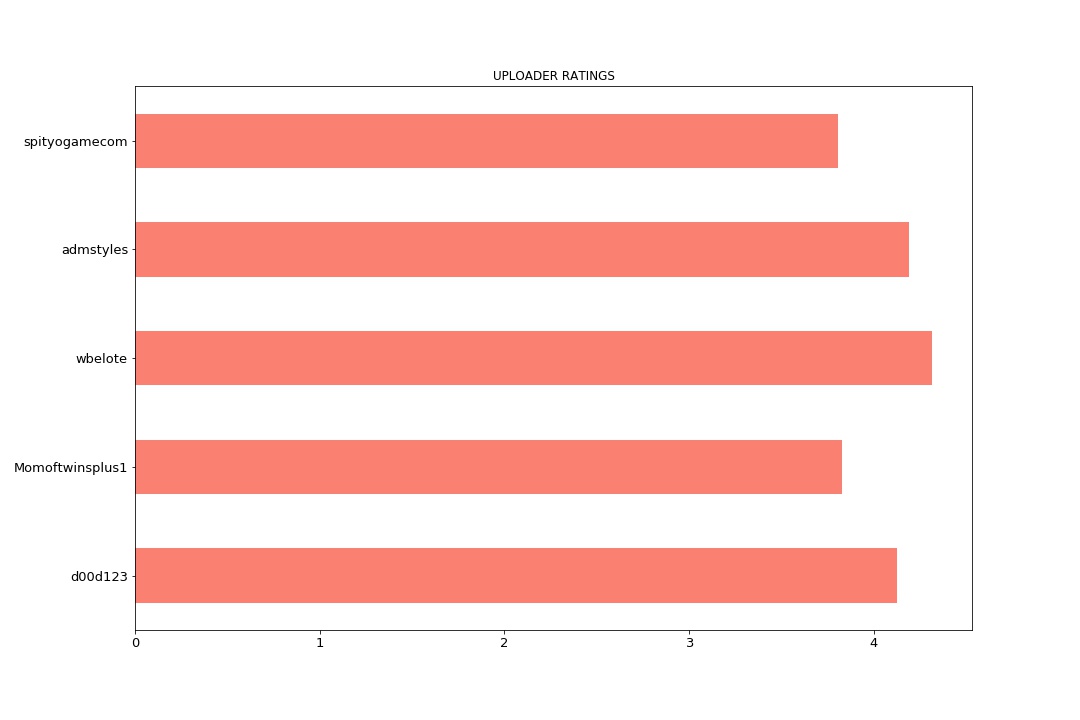 UPLOADER RATINGS
spityogamecom
admstyles
wbelote
Momoftwinsplus1
d00d123
0 1 2 3 4